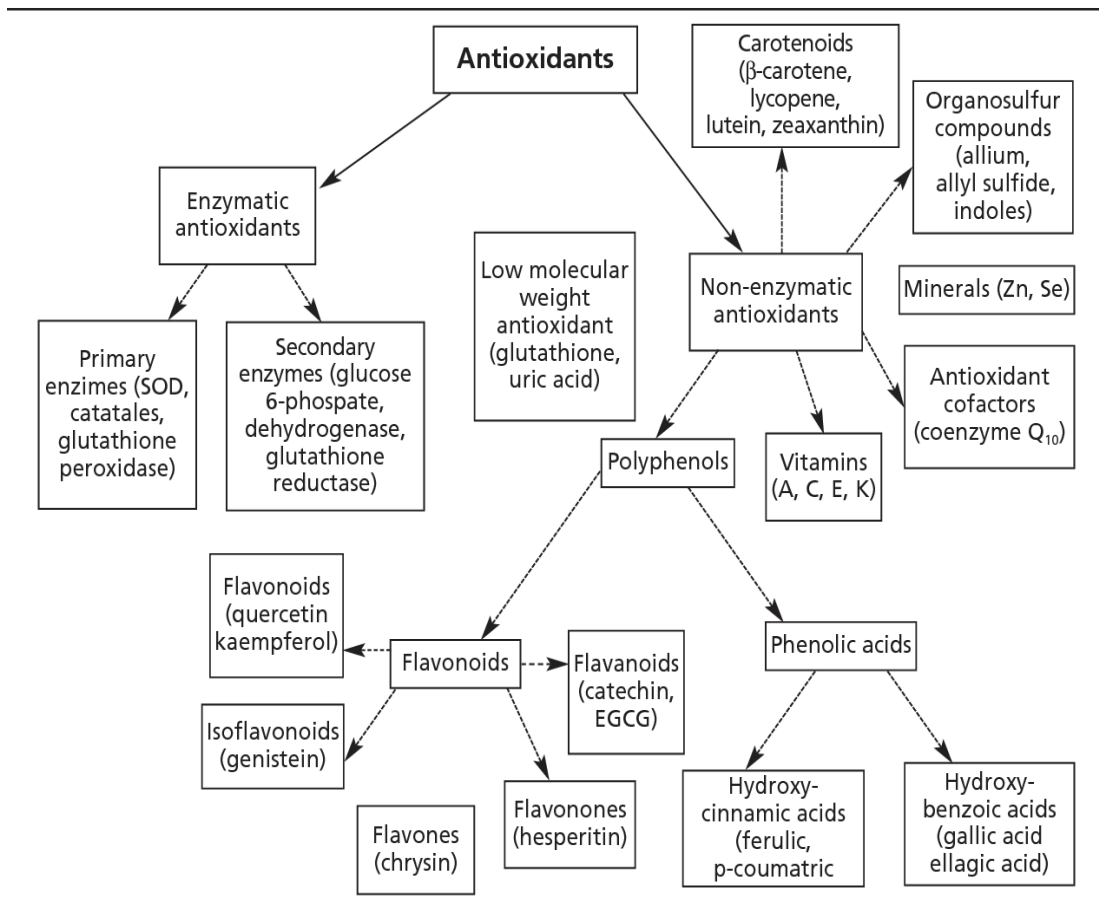 Antioxidants
Carotenoids
(β-carotene,
lycopene,
lutein, zeaxanthin)
Organosulfur
compounds
(allium,
allyl sulfide,
indoles)
Enzymatic
antioxidants
Low molecular
weight
antioxidant
(glutathione,
uric acid)
Non-enzymatic
antioxidants
Minerals (Zn, Se)
Primary
enzimes (SOD,
catatales,
glutathione
peroxidase)
Secondary
enzymes (glucose
6-phospate,
dehydrogenase,
glutathione
reductase)
Antioxidant
cofactors
(coenzyme Q₁₀)
Polyphenols
Vitamins
(A, C, E, K)
Flavonoids
(quercetin
kaempferol)
Flavonoids
Flavanoids
(catechin,
EGCG)
Phenolic acids
Isoflavonoids
(genistein)
Flavones
(chrysin)
Flavonones
(hesperitin)
Hydroxy-
cinnamic acids
(ferulic,
p-coumatric
Hydroxy-
benzoic acids
(gallic acid
ellagic acid)